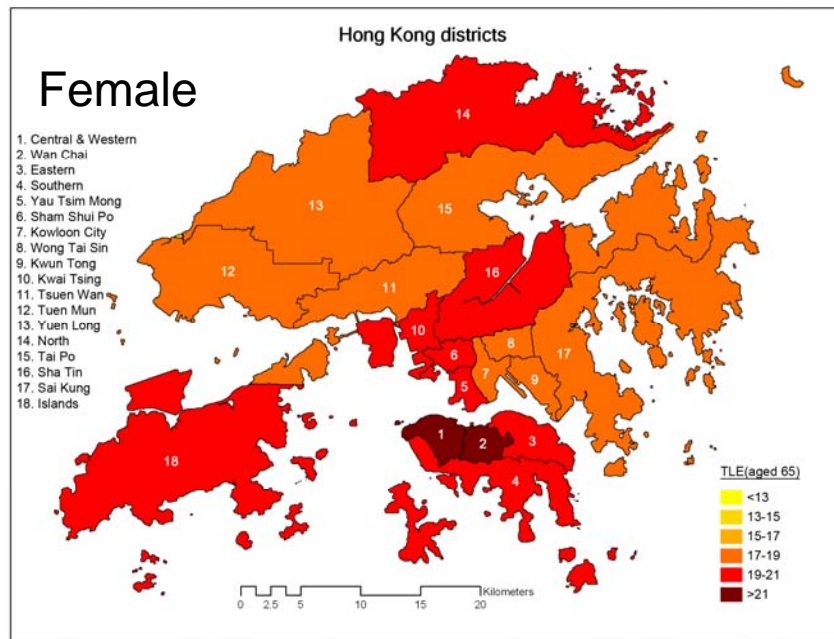 Hong Kong districts
Female
1. Central & Western
2. Wan Chai
3. Eastern
4. Southern
5. Yau Tsim Mong
6. Sham Shui Po
7. Kowloon City
8. Wong Tai Sin
9. Kwun Tong
10. Kwai Tsing
11. Tsuen Wan
12. Tuen Mun
13. Yuen Long
14. North
15. Tai Po
16. Sha Tin
17. Sai Kung
18. Islands
14
13
15
16
12
11
10
8
6
17
7
9
5
1
2
3
18
4
TLE(aged 65)
<13
13-15
15-17
17-19
19-21
>21
Kilometers
0 2.5 5 10 15 20